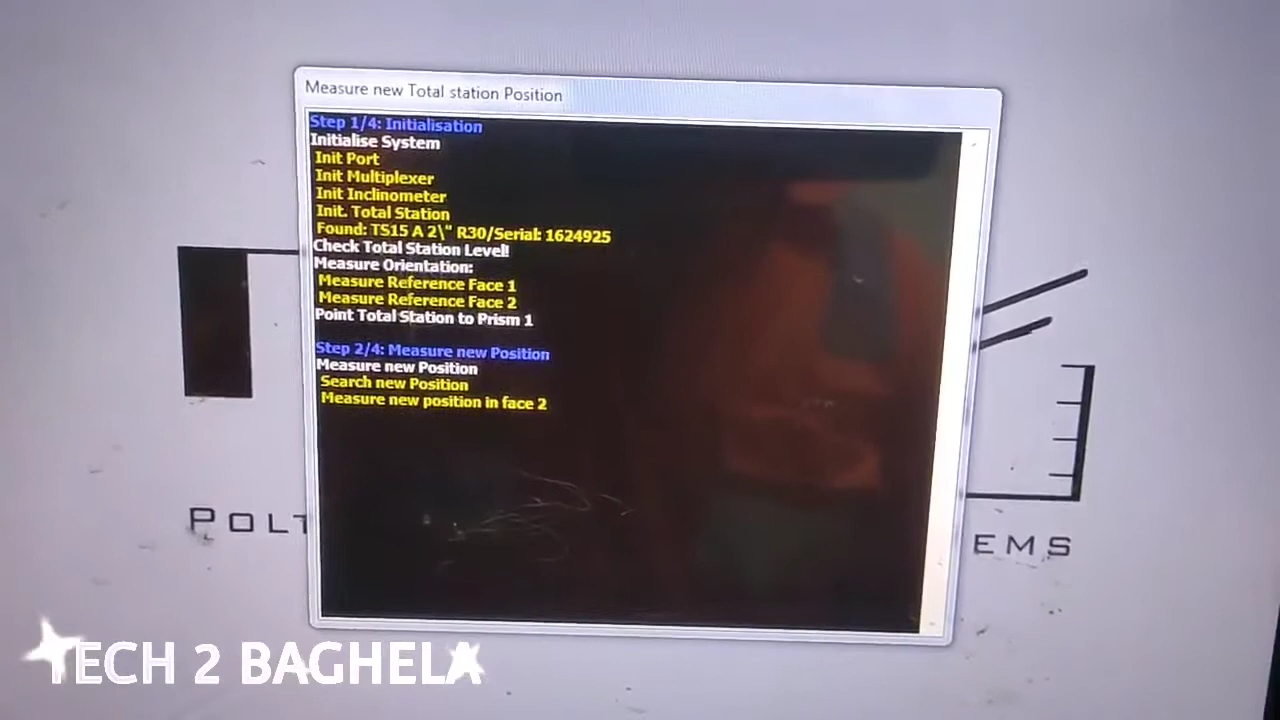 Measure new Total station Position
Step 1/4: Initialisation
Initialise System
Init Port
Init Multiplexer
Init Inclinometer
Init. Total Station
Found: TS15 A 2\" R30/Serial: 1624925
Check Total Station Level!
Measure Orientation:
Measure Reference Face 1
Measure Reference Face 2
Point Total Station to Prism 1
Step 2/4: Measure new Position
Measure new Position
Search new Position
Measure new position in face 2
POLT
EMS
TECH 2 BAGHELA